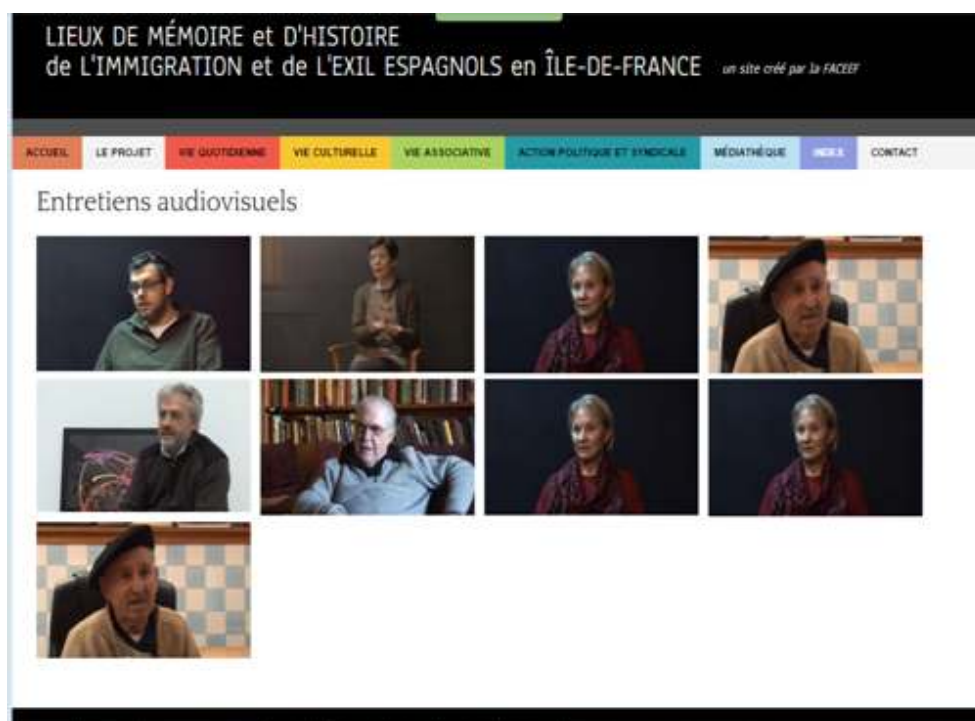 LIEUX DE MÉMOIRE et D'HISTOIRE
de L'IMMIGRATION et de L'EXIL ESPAGNOLS en ÎLE-DE-FRANCE un site créé par la FACEEF
ACCUEIL LE PROJET VIE QUOTIDIENNE VIE CULTURELLE VIE ASSOCIATIVE ACTION POLITIQUE ET SYNDICALE MÉDIATHÈQUE INDEX CONTACT
Entretiens audiovisuels